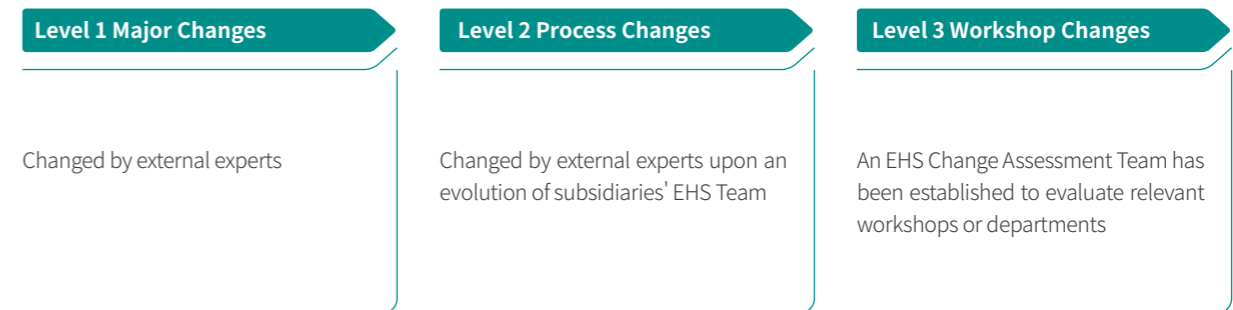 Level 1 Major Changes
Changed by external experts
Level 2 Process Changes
Changed by external experts upon an
evolution of subsidiaries' EHS Team
Level 3 Workshop Changes
An EHS Change Assessment Team has
been established to evaluate relevant
workshops or departments